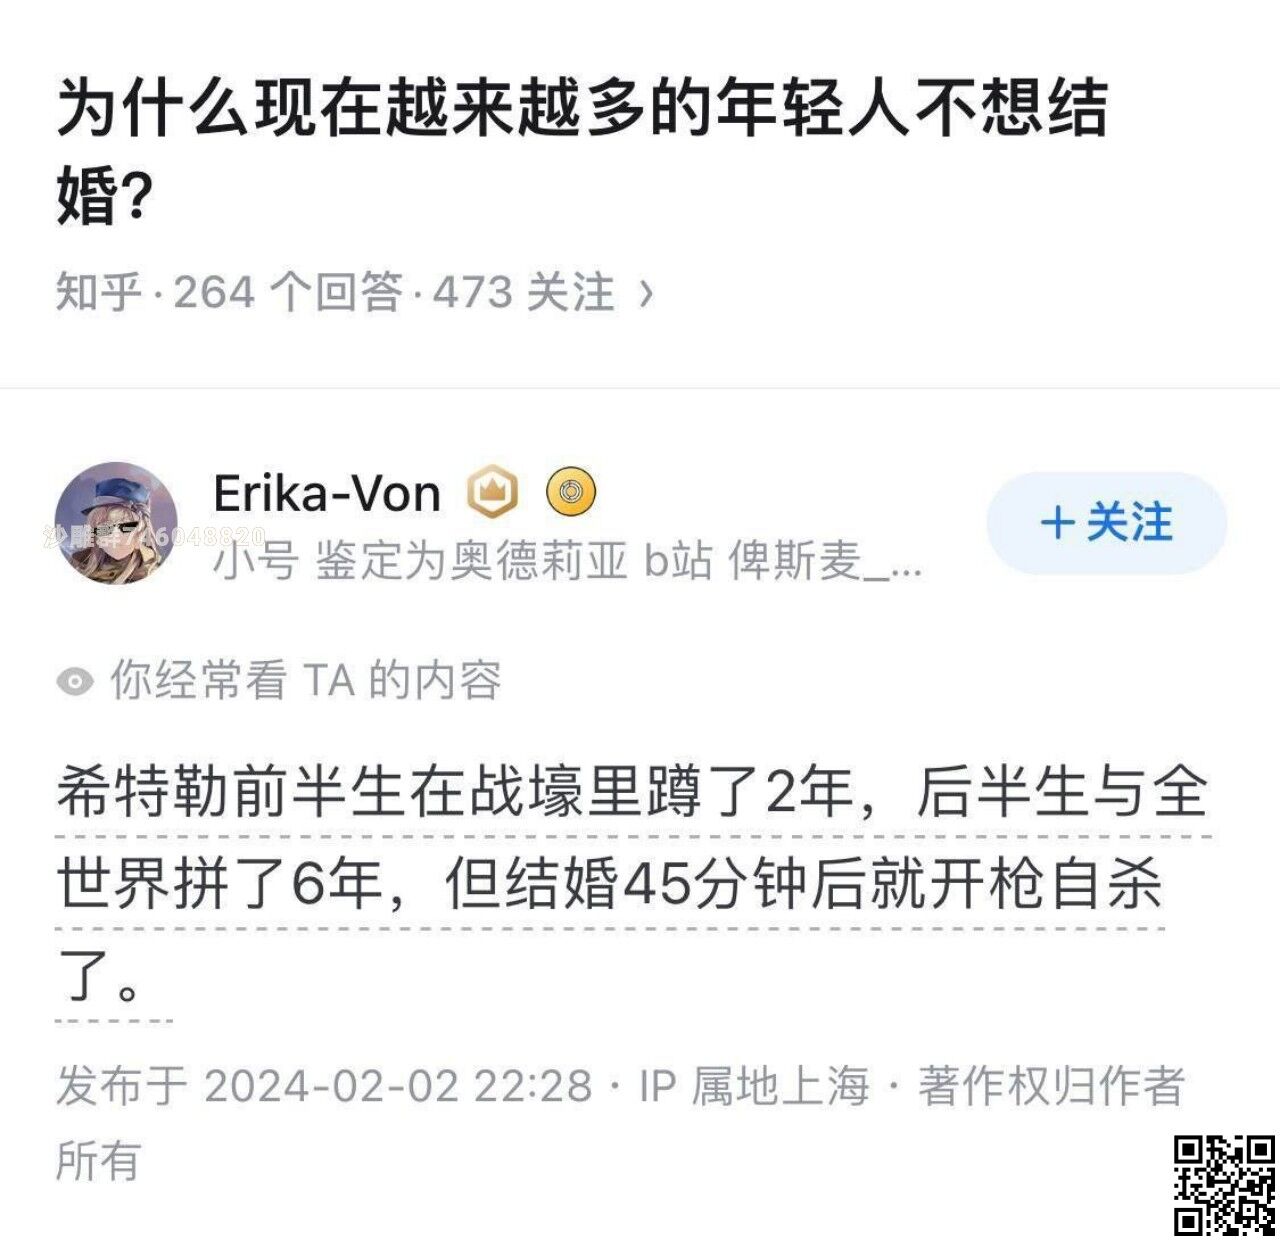 为什么现在越来越多的年轻人不想结
婚?
知乎·264 个回答·473 关注 ›
Erika-Von
+关注
沙雕群746048820
小号 鉴定为奥德莉亚 b站 俾斯麦_...
你经常看 TA 的内容
希特勒前半生在战壕里蹲了2年，后半生与全
世界拼了6年，但结婚45分钟后就开枪自杀
了。
发布于 2024-02-02 22:28 · IP 属地上海 · 著作权归作者
所有